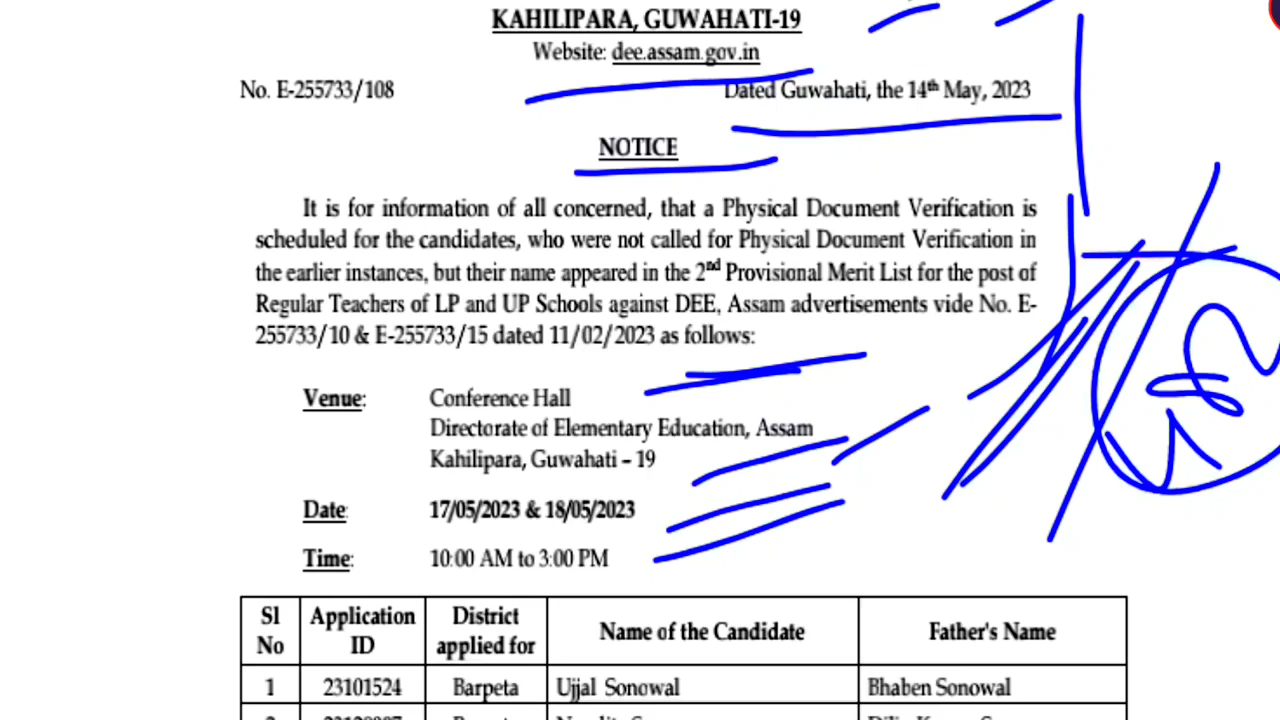 KAHILIPARA, GUWAHATI-19
Website: dee.assam.gov.in
No. E-255733/108 Dated Guwahati, the 14th May, 2023
NOTICE
It is for information of all concerned, that a Physical Document Verification is
scheduled for the candidates, who were not called for Physical Document Verification in
the earlier instances, but their name appeared in the 2nd Provisional Merit List for the post of
Regular Teachers of LP and UP Schools against DEE, Assam advertisements vide No. E-
255733/10 & E-255733/15 dated 11/02/2023 as follows:
Venue: Conference Hall
Directorate of Elementary Education, Assam
Kahilipara, Guwahati – 19
Date: 17/05/2023 & 18/05/2023
Time: 10:00 AM to 3:00 PM
Sl No Application ID District applied for Name of the Candidate Father's Name
1 23101524 Barpeta Ujjal Sonowal Bhaben Sonowal